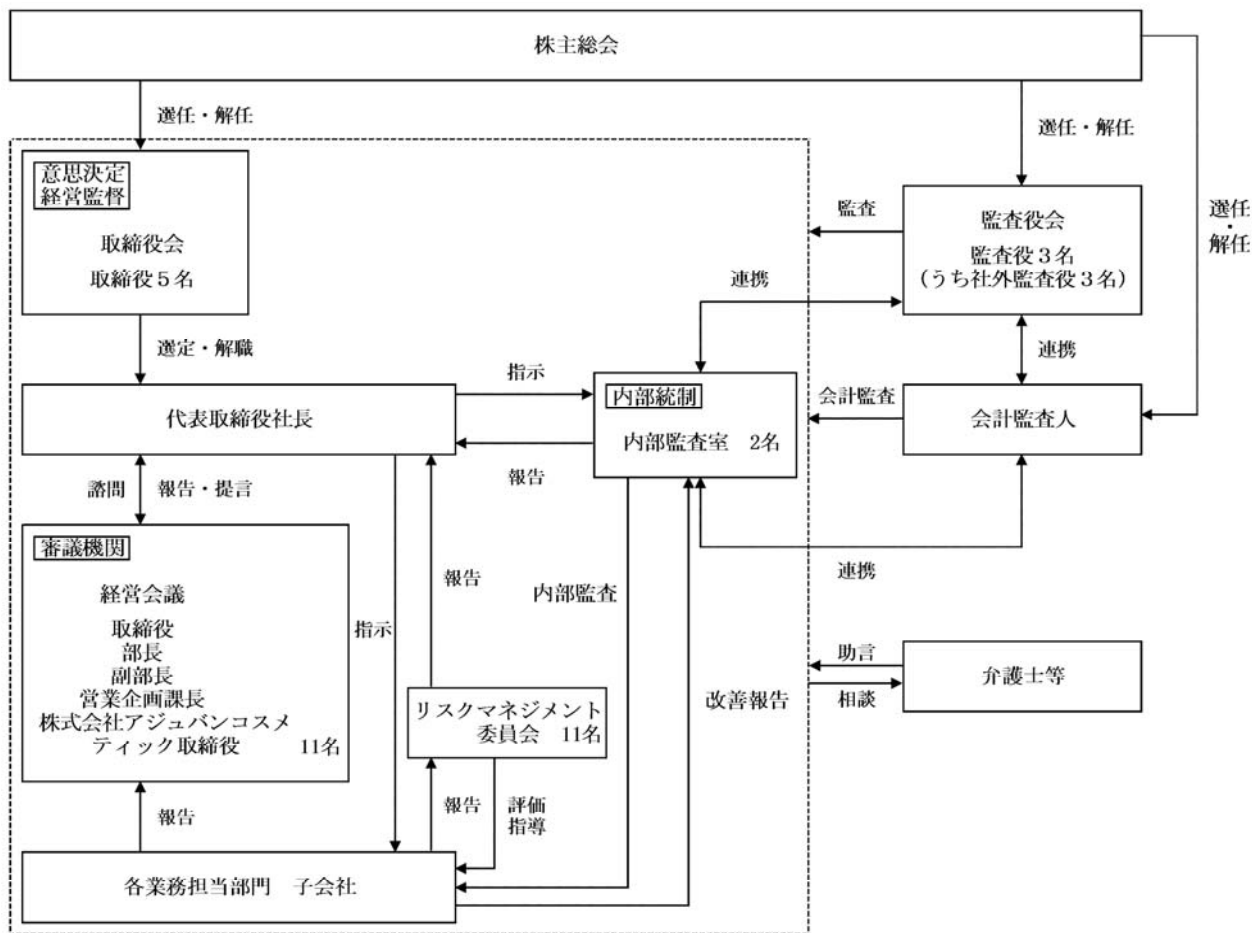 株主総会
選任・解任
選任・解任
選任
・
解任
意思決定
経営監督
取締役会
取締役5名
監査
監査役会
監査役3名
(うち社外監査役3名)
連携
選定・解職
連携
代表取締役社長
指示
報告
内部統制
内部監査室 2名
会計監査
会計監査人
諮問
報告・提言
連携
審議機関
経営会議
取締役
部長
副部長
営業企画課長
株式会社アジュバンコスメ
ティック取締役 11名
指示
報告
内部監査
改善報告
助言
相談
弁護士等
リスクマネジメント
委員会 11名
報告
報告
評価
指導
各業務担当部門 子会社